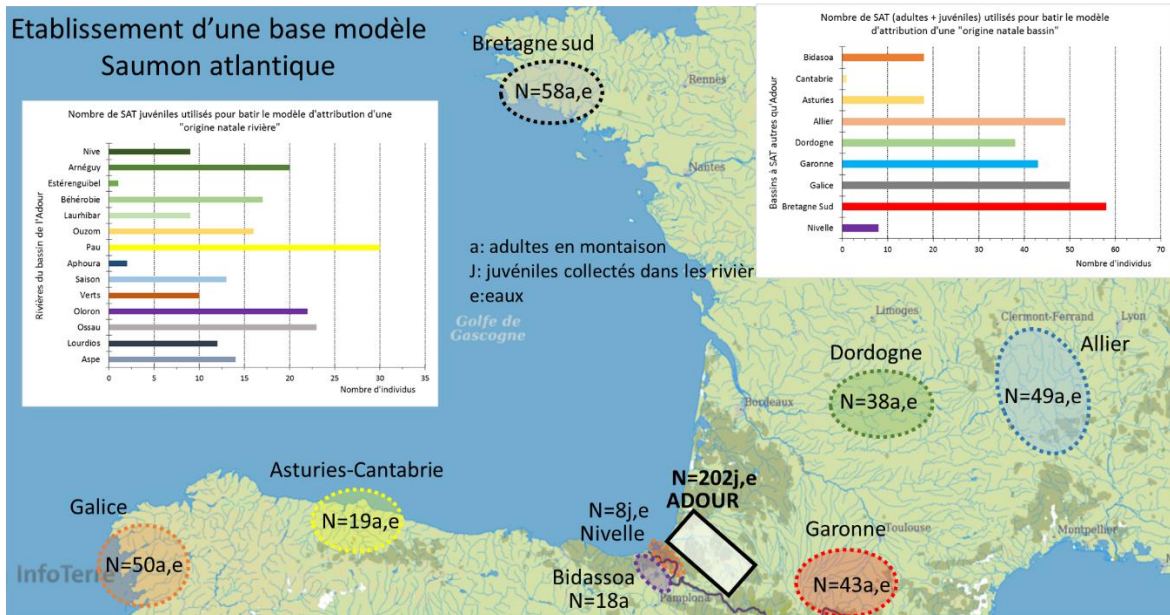 Etablissement d'une base modèle
Saumon atlantique
Nombre de SAT juvéniles utilisés pour batir le modèle d'attribution d'une
"origine natale rivière"
Rivières du bassin de l'Adour
Nive
Arnéguy
Estérenguibel
Béhérobie
Laurhibar
Ouzom
Pau
Aphoura
Saison
Verts
Oloron
Ossau
Lourdios
Aspe
0 5 10 15 20 25 30 35
Nombre d'individus
Bretagne sud
N=58a,e
Rennes
Nantes
a: adultes en montaison
J: juvéniles collectés dans les rivière
e:eaux
Golfe de
Gascogne
Nombre de SAT (adultes + juvéniles) utilisés pour batir le modèle
d'attribution d'une "origine natale bassin"
Bassins à SAT autres qu'Adour
Bidasoa
Cantabrie
Asturies
Allier
Dordogne
Garonne
Galice
Bretagne Sud
Nivelle
0 10 20 30 40 50 60 70
Nombre d'individus
Limoges
Clermont-Ferrand
Lyon
Allier
N=49a,e
Dordogne
N=38a,e
Bordeaux
Asturies-Cantabrie
N=19a,e
Galice
N=50a,e
InfoTerre
N=202j,e
ADOUR
N=8j,e
Nivelle
Bidassoa
N=18a
Pamplona
Garonne
N=43a,e
Toulouse
Montpellier